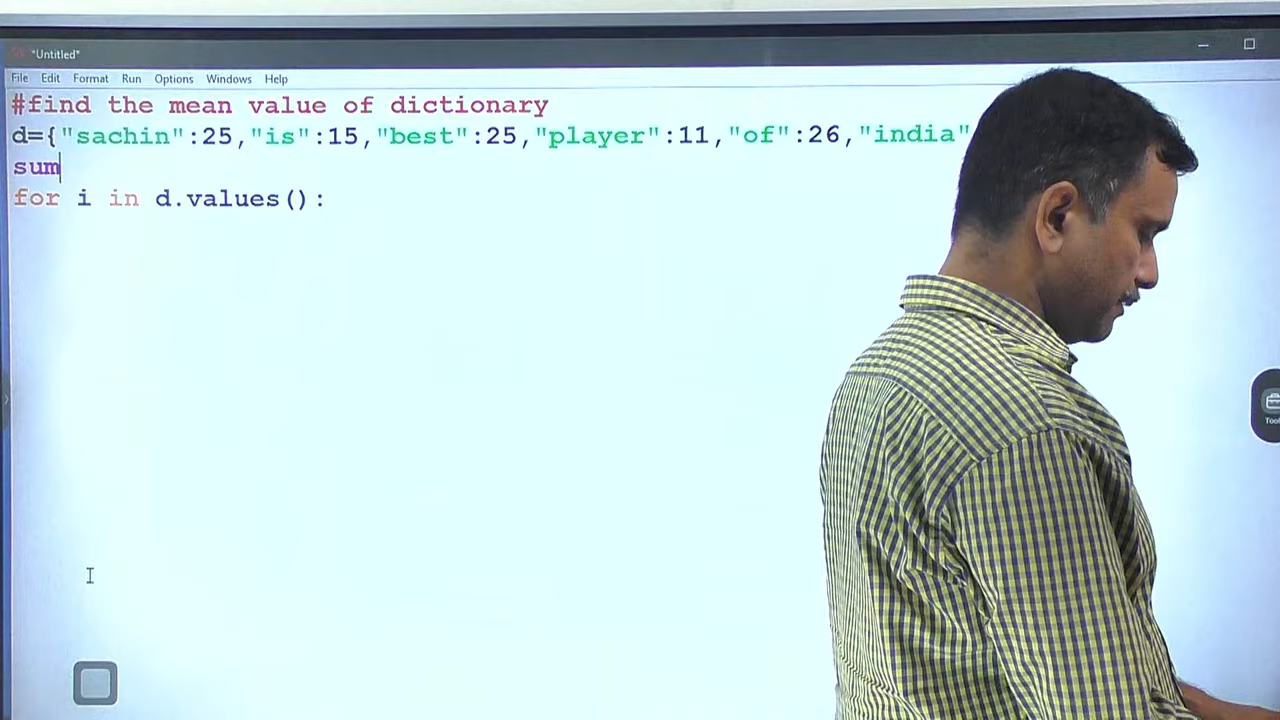 *Untitled*
File Edit Format Run Options Windows Help
#find the mean value of dictionary
d={"sachin":25,"is":15,"best":25,"player":11,"of":26,"india"
sum
for i in d.values():
Tool